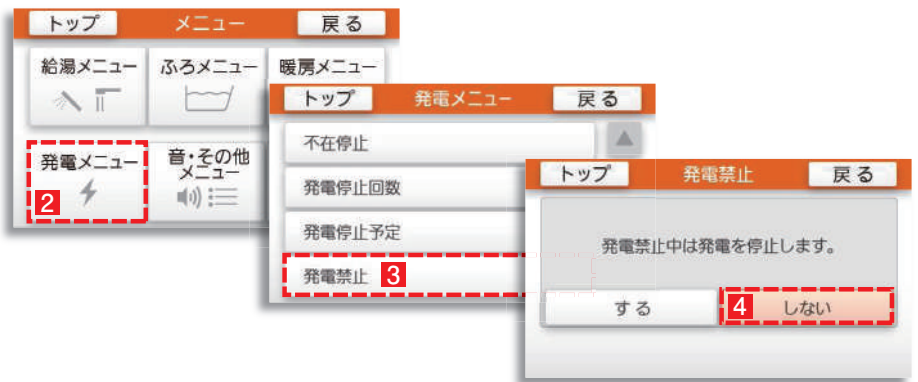 トップ メニュー 戻る
給湯メニュー ふろメニュー 暖房メニュー
発電メニュー 音・その他
メニュー
2
トップ 発電メニュー 戻る
不在停止
発電停止回数
発電停止予定
発電禁止 3
トップ 発電禁止 戻る
発電禁止中は発電を停止します。
する 4 しない